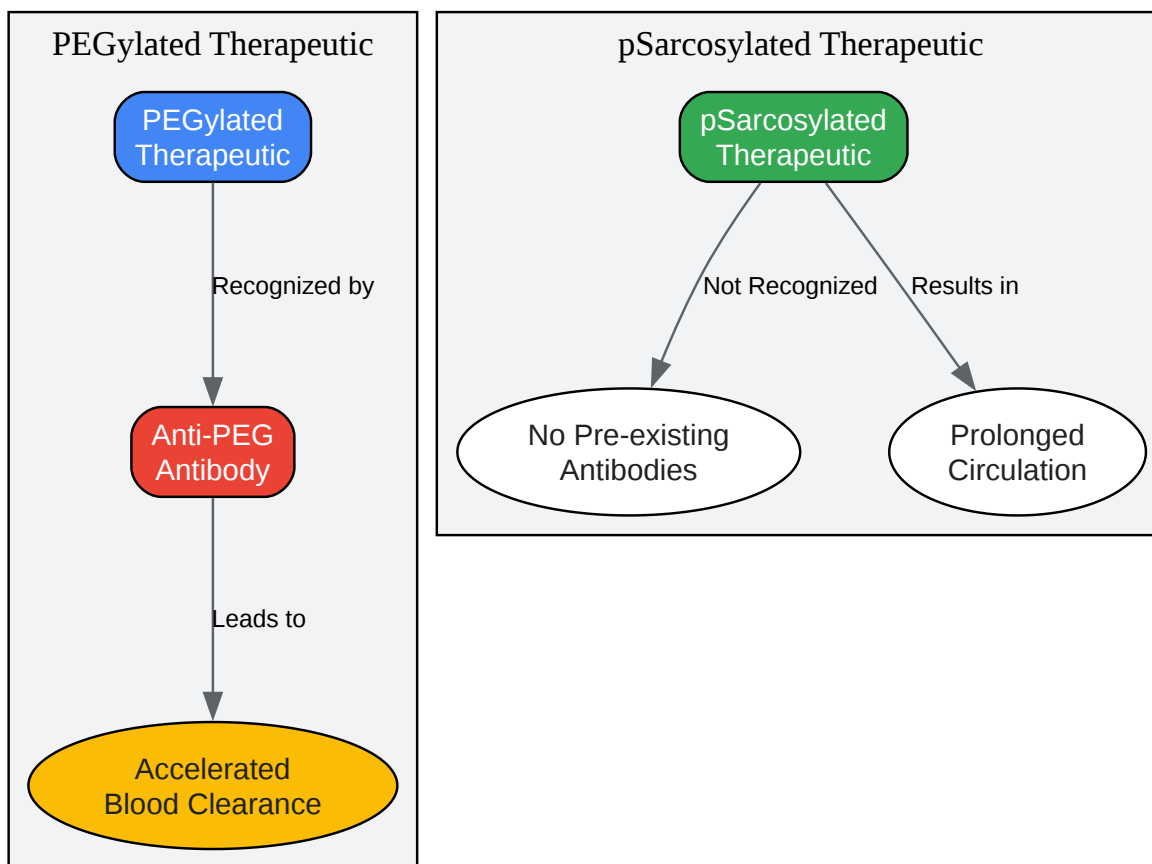 PEGylated Therapeutic
PEGylated
Therapeutic
Recognized by
Anti-PEG
Antibody
Leads to
Accelerated
Blood Clearance
pSarcosylated Therapeutic
pSarcosylated
Therapeutic
Not Recognized
Results in
No Pre-existing
Antibodies
Prolonged
Circulation